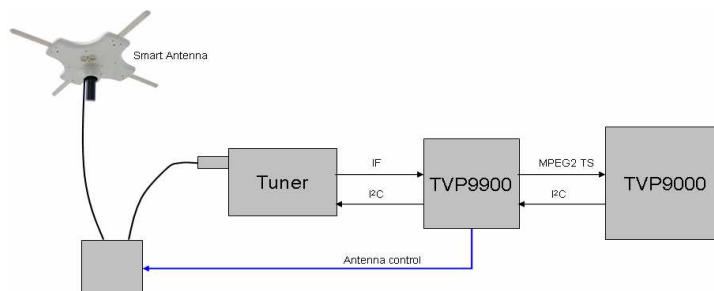 Smart Antenna
Tuner
IF
I²C
TVP9900
MPEG2 TS
I²C
TVP9000
Antenna control